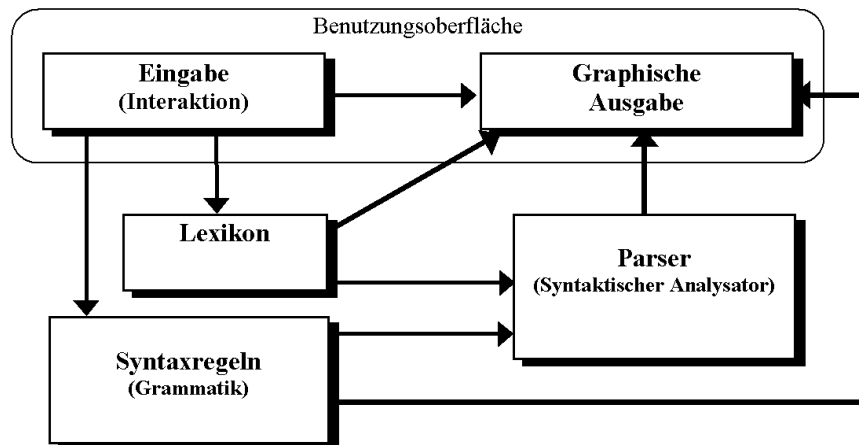 Benutzungsoberfläche
Eingabe
(Interaktion)
Graphische
Ausgabe
Lexikon
Parser
(Syntaktischer Analysator)
Syntaxregeln
(Grammatik)